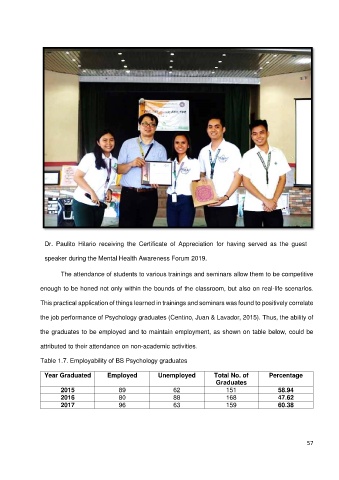 Dr. Paulito Hilario receiving the Certificate of Appreciation for having served as the guest
speaker during the Mental Health Awareness Forum 2019.
The attendance of students to various trainings and seminars allow them to be competitive
enough to be honed not only within the bounds of the classroom, but also on real-life scenarios.
This practical application of things learned in trainings and seminars was found to positively correlate
the job performance of Psychology graduates (Centino, Juan & Lavador, 2015). Thus, the ability of
the graduates to be employed and to maintain employment, as shown on table below, could be
attributed to their attendance on non-academic activities.
Table 1.7. Employability of BS Psychology graduates
Year Graduated Employed Unemployed Total No. of Graduates Percentage
2015 89 62 151 58.94
2016 80 88 168 47.62
2017 96 63 159 60.38
57